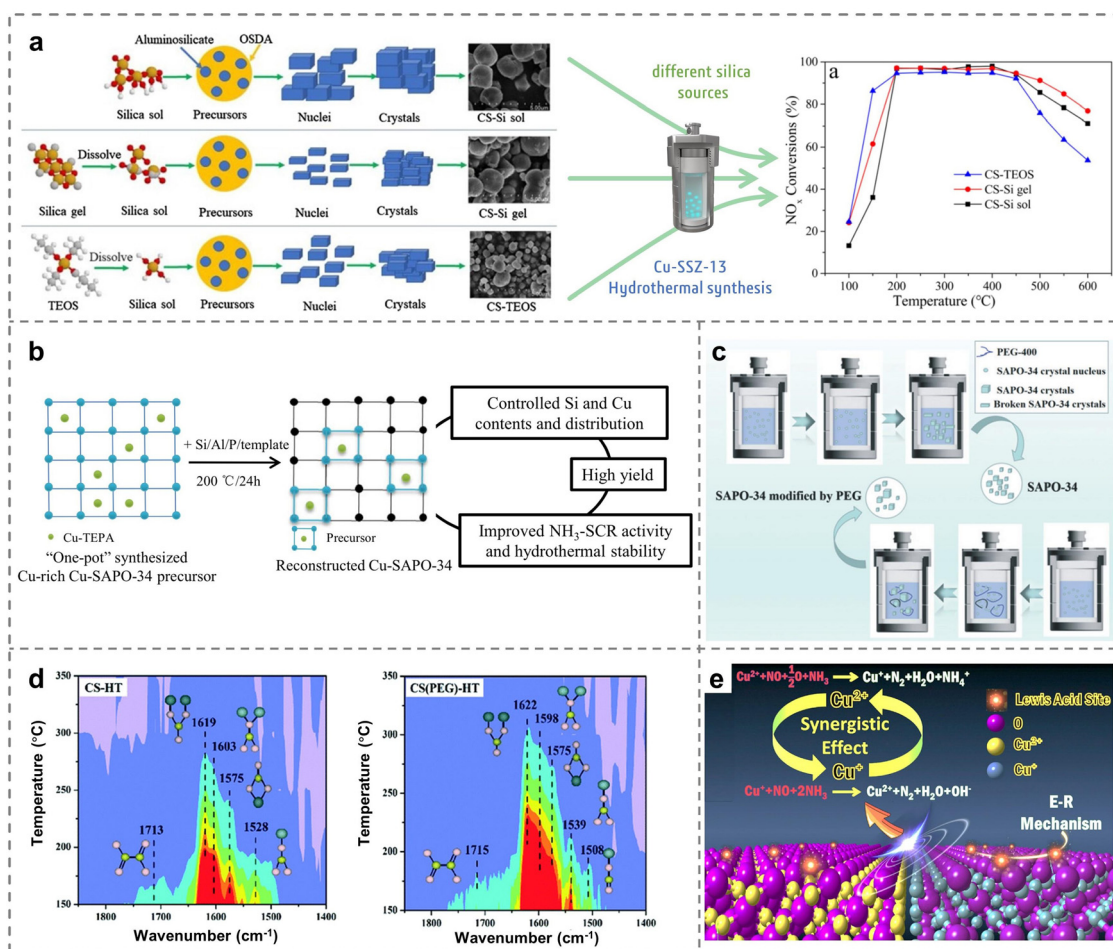 a
Aluminosilicate
OSDA
Silica sol
Precursors
Nuclei
Crystals
CS-Si sol
Dissolve
Silica gel
Silica sol
Precursors
Nuclei
Crystals
CS-Si gel
Dissolve
TEOS
Silica sol
Precursors
Nuclei
Crystals
CS-TEOS
different silica
sources
Cu-SSZ-13
Hydrothermal synthesis
a
NOx Conversions (%)
100
90
80
60
40
20
0
CS-TEOS
CS-Si gel
CS-Si sol
100 150 200 250 300 350 400 450 500 550 600
Temperature (°C)
b
+ Si/Al/P/template
200 ℃/24h
Cu-TEPA
“One-pot” synthesized
Cu-rich Cu-SAPO-34 precursor
Precursor
Reconstructed Cu-SAPO-34
Controlled Si and Cu
contents and distribution
High yield
Improved NH3-SCR activity
and hydrothermal stability
c
PEG-400
SAPO-34 crystal nucleus
SAPO-34 crystals
Broken SAPO-34 crystals
SAPO-34
SAPO-34 modified by PEG
d
CS-HT
Temperature (°C)
350
300
250
200
150
1619
1603
1575
1528
1713
1800 1700 1600 1500 1400
Wavenumber (cm-1)
CS(PEG)-HT
Temperature (°C)
350
300
250
200
150
1622
1598
1575
1539
1508
1715
1800 1700 1600 1500 1400
Wavenumber (cm-1)
e
Cu2++NO+1/2O+NH3 → Cu++N2+H2O+NH4+
Cu2+
Synergistic
Effect
Cu+
Cu++NO+2NH3 → Cu2++N2+H2O+OH-
Lewis Acid Site
O
Cu2+
Cu+
E-R
Mechanism